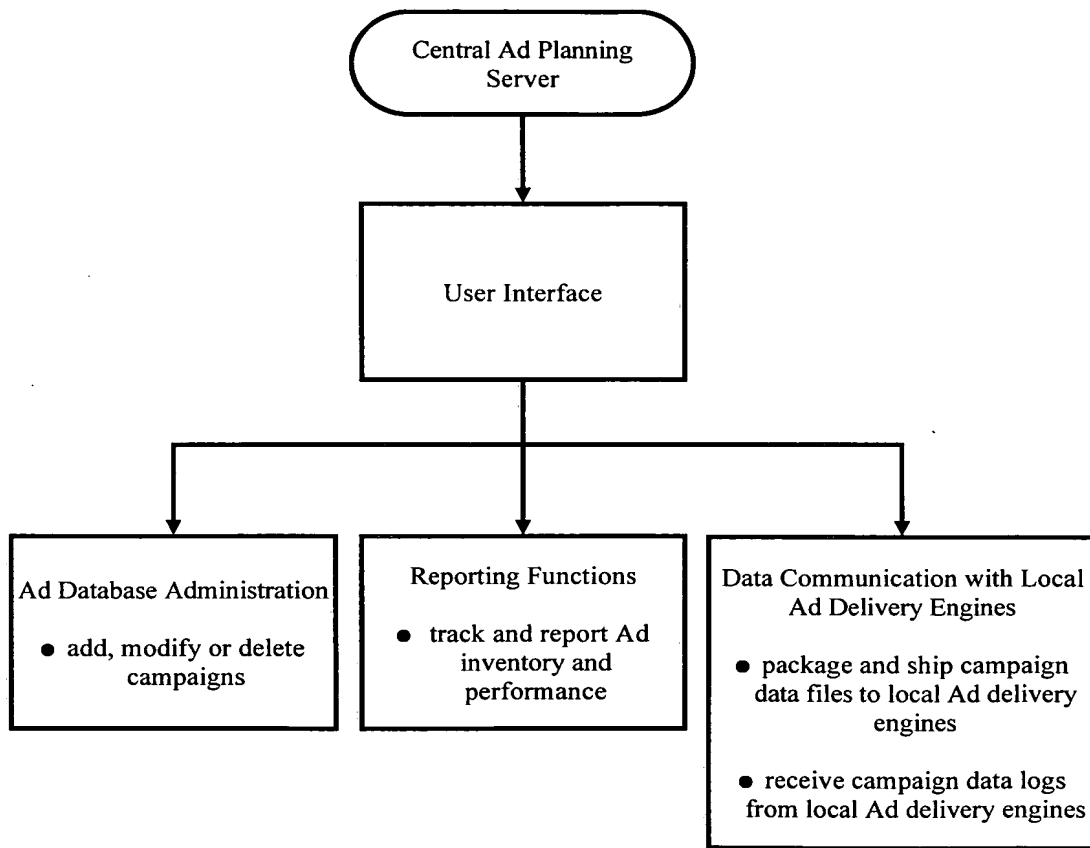 Central Ad Planning
Server
User Interface
Ad Database Administration
● add, modify or delete
campaigns
Reporting Functions
● track and report Ad
inventory and
performance
Data Communication with Local
Ad Delivery Engines
● package and ship campaign
data files to local Ad delivery
engines
● receive campaign data logs
from local Ad delivery engines